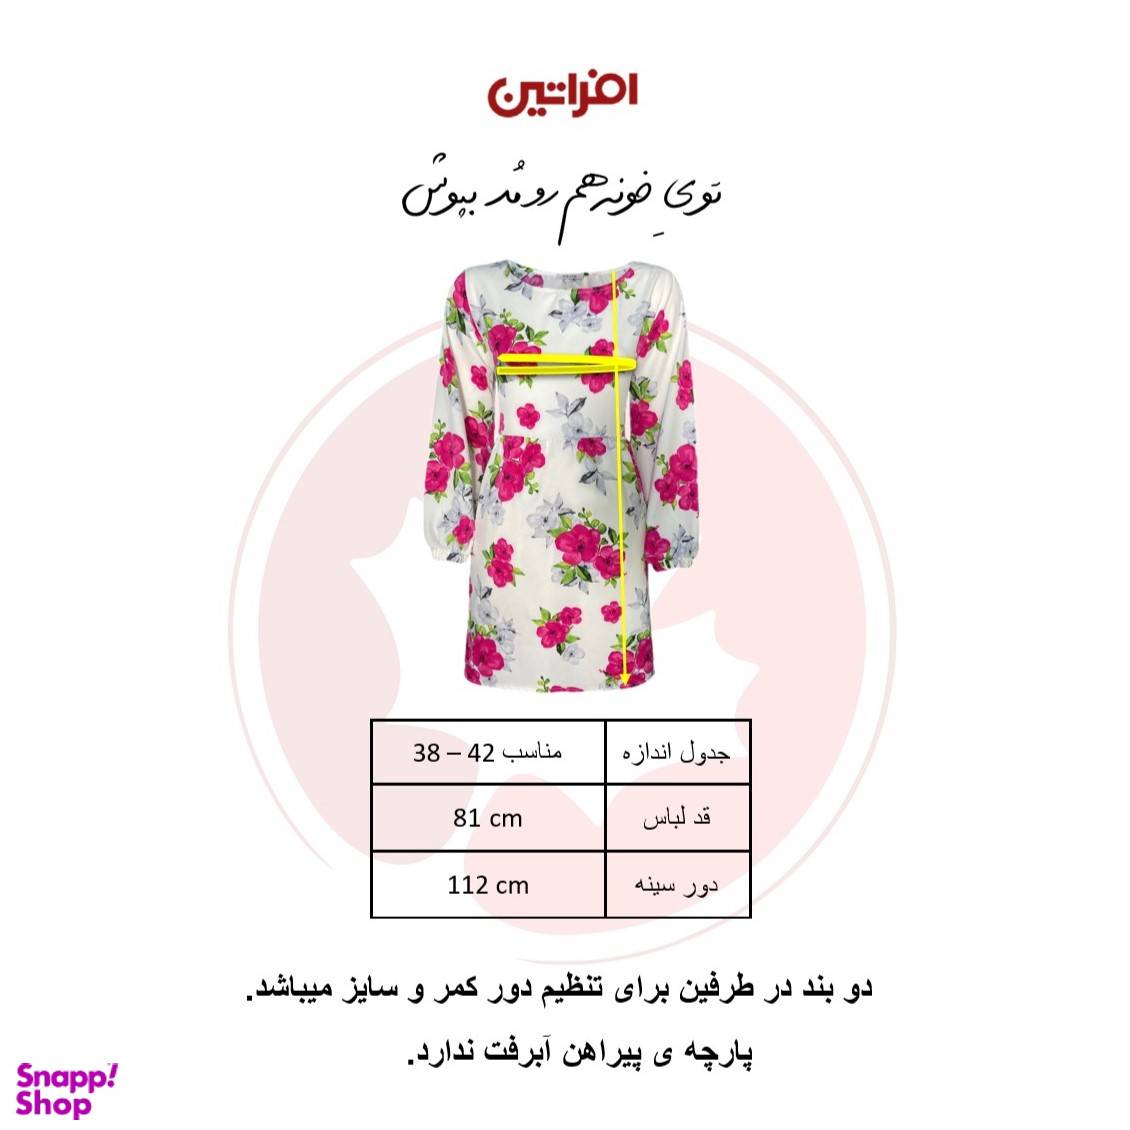 افراتین
توی خونه هم رو مُد بپوش
جدول اندازه مناسب 42 – 38
قد لباس 81 cm
دور سینه 112 cm
دو بند در طرفین برای تنظیم دور کمر و سایز میباشد.
پارچه ی پیراهن آبرفت ندارد.
Snapp!
Shop